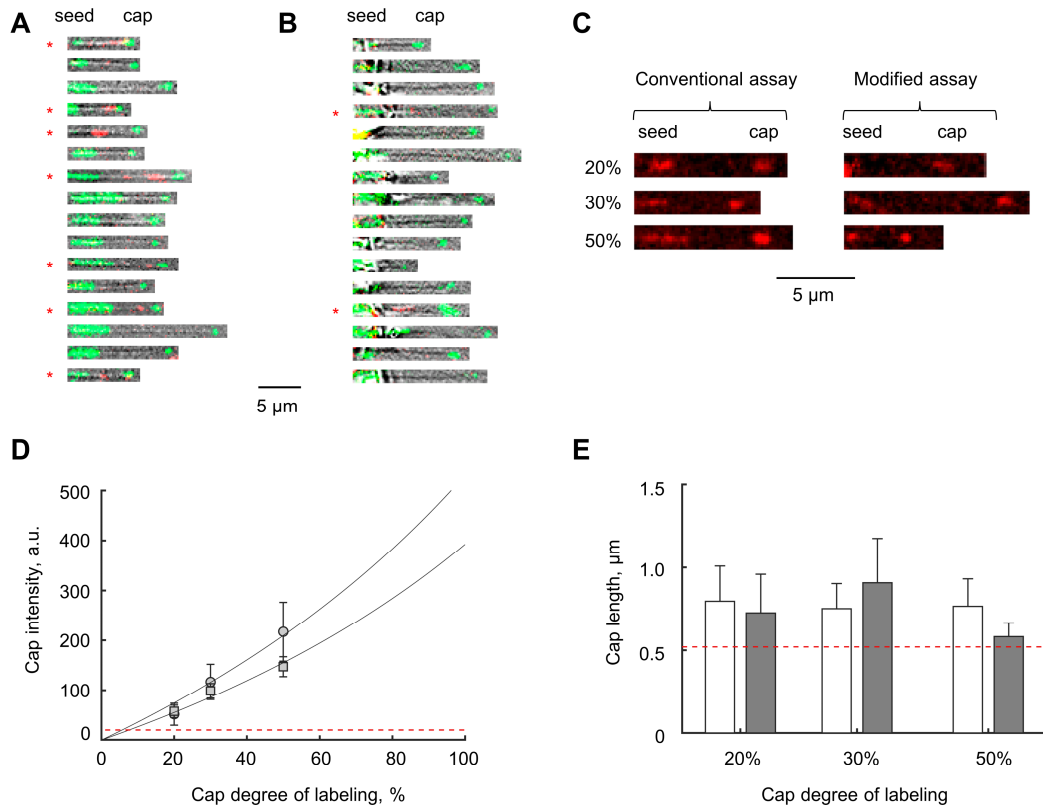 A
seed cap
*
*
*
*
*
*
*
5 µm
B
seed cap
*
*
C
Conventional assay Modified assay
seed cap seed cap
20%
30%
50%
5 µm
D
Cap intensity, a.u.
500
400
300
200
100
0
0 20 40 60 80 100
Cap degree of labeling, %
E
Cap length, µm
1.5
1.0
0.5
0
20% 30% 50%
Cap degree of labeling